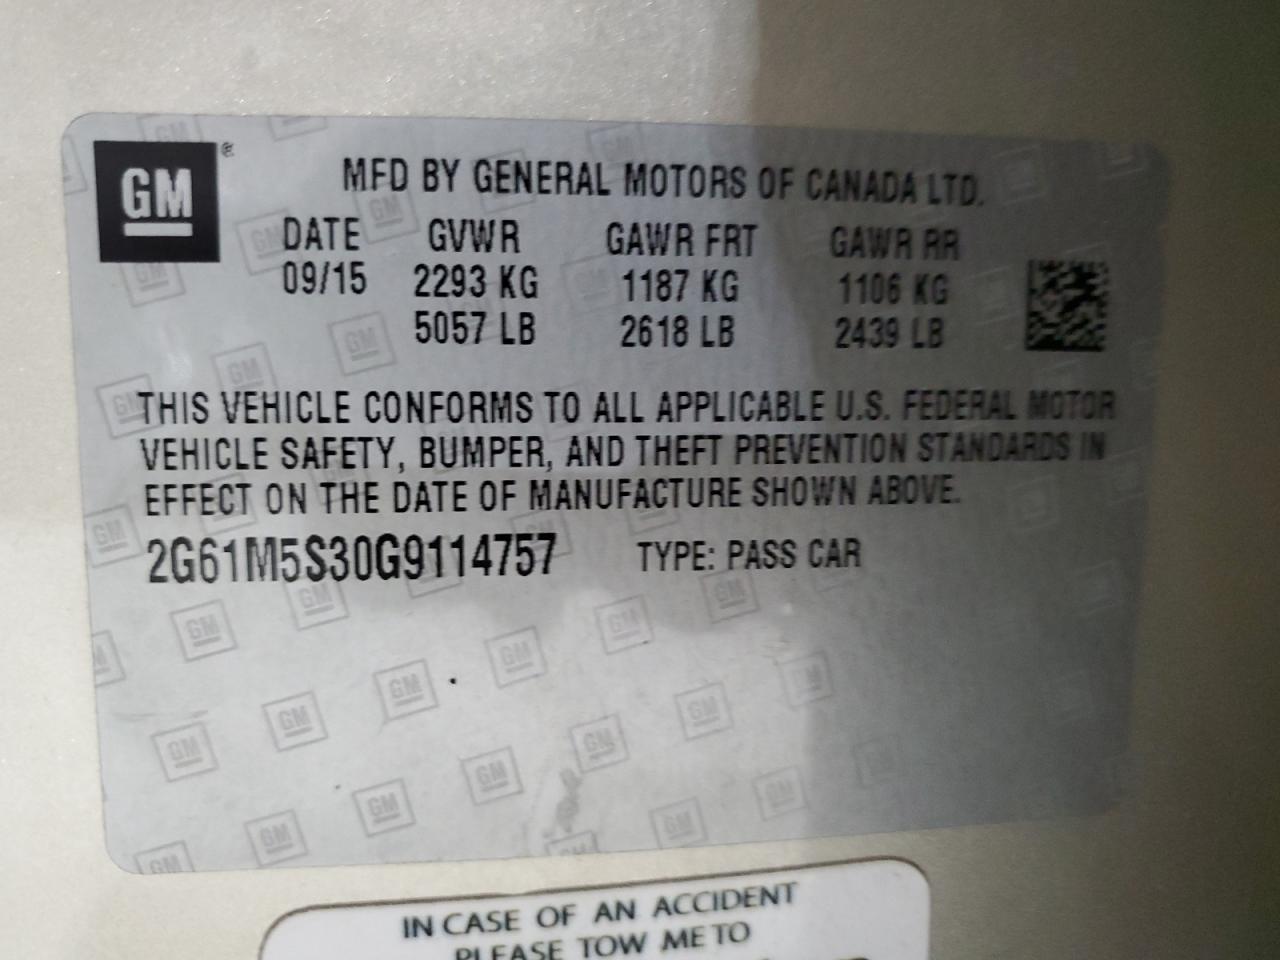 GM®
MFD BY GENERAL MOTORS OF CANADA LTD.
DATE GVWR GAWR FRT GAWR RR
09/15 2293 KG 1187 KG 1106 KG
5057 LB 2618 LB 2439 LB
THIS VEHICLE CONFORMS TO ALL APPLICABLE U.S. FEDERAL MOTOR
VEHICLE SAFETY, BUMPER, AND THEFT PREVENTION STANDARDS IN
EFFECT ON THE DATE OF MANUFACTURE SHOWN ABOVE.
2G61M5S30G9114757 TYPE: PASS CAR
IN CASE OF AN ACCIDENT
PLEASE TOW ME TO